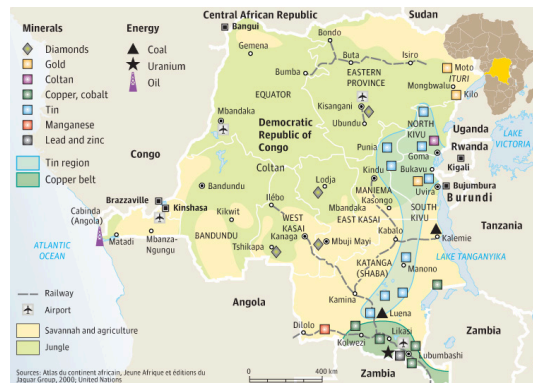 Minerals
Diamonds
Gold
Coltan
Copper, cobalt
Tin
Manganese
Lead and zinc
Tin region
Copper belt
Energy
Coal
Uranium
Oil
Central African Republic
Sudan
Bangui
Bondo
Gemena
Buta
Isiro
Bumba
Moto
ITURI
EASTERN
PROVINCE
Mongbwalu
Kilo
EQUATOR
Kisangani
Mbandaka
Ubundu
NORTH
KIVU
Uganda
LAKE
VICTORIA
Democratic
Republic
of
Congo
Punia
Goma
Rwanda
Kigali
Congo
Coltan
Kindu
Bukavu
Bandundu
Lodja
MANIEMA
Uvira
Bujumbura
Burundi
Ilébo
Kasongo
Mbandaka
SOUTH
KIVU
Brazzaville
Kinshasa
Kikwit
WEST
KASAI
EAST KASAI
Tanzania
Cabinda
(Angola)
BANDUNDU
Kanaga
Kabalo
Kalemie
Matadi
Mbanza-
Ngungu
Tshikapa
Mbuji Mayi
ATLANTIC
OCEAN
KATANGA
(SHABA)
Manono
LAKE TANGANYIKA
Railway
Airport
Savannah and agriculture
Jungle
Angola
Kamina
Luena
Dilolo
Kolwezi
Likasi
Zambia
Lubumbashi
Zambia
0 400 km
Sources: Atlas du continent africain, Jeune Afrique et éditions du
Jaguar Group, 2000; United Nations